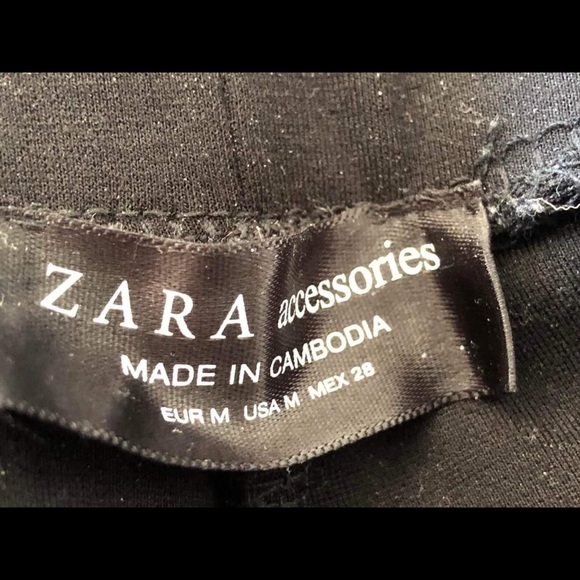 ZARA accessories
MADE IN CAMBODIA
EUR M USA M MEX 28